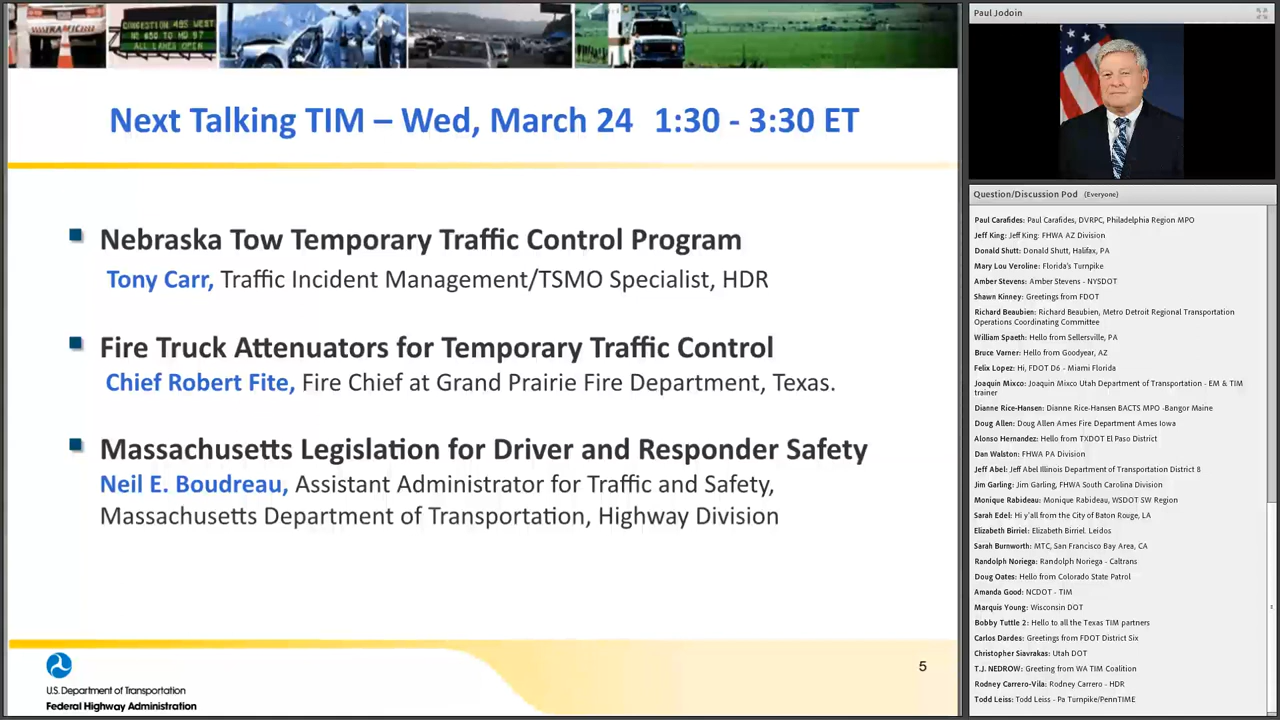 TRAFFIC
CONGESTION 495 WEST
MD 650 TO MD 97
ALL LANES OPEN
Next Talking TIM – Wed, March 24 1:30 - 3:30 ET
Nebraska Tow Temporary Traffic Control Program
Tony Carr, Traffic Incident Management/TSMO Specialist, HDR
Fire Truck Attenuators for Temporary Traffic Control
Chief Robert Fite, Fire Chief at Grand Prairie Fire Department, Texas.
Massachusetts Legislation for Driver and Responder Safety
Neil E. Boudreau, Assistant Administrator for Traffic and Safety,
Massachusetts Department of Transportation, Highway Division
5
U.S. Department of Transportation
Federal Highway Administration
Paul Jodoin
Question/Discussion Pod (Everyone)
Paul Carafides: Paul Carafides, DVRPC, Philadelphia Region MPO
Jeff King: Jeff King: FHWA AZ Division
Donald Shutt: Donald Shutt, Halifax, PA
Mary Lou Veroline: Florida's Turnpike
Amber Stevens: Amber Stevens - NYSDOT
Shawn Kinney: Greetings from FDOT
Richard Beaubien: Richard Beaubien, Metro Detroit Regional Transportation
Operations Coordinating Committee
William Spaeth: Hello from Sellersville, PA
Bruce Varner: Hello from Goodyear, AZ
Felix Lopez: Hi, FDOT D6 - Miami Florida
Joaquin Mixco: Joaquin Mixco Utah Department of Transportation - EM & TIM
trainer
Dianne Rice-Hansen: Dianne Rice-Hansen BACTS MPO -Bangor Maine
Doug Allen: Doug Allen Ames Fire Department Ames Iowa
Alonso Hernandez: Hello from TXDOT El Paso District
Dan Walston: FHWA PA Division
Jeff Abel: Jeff Abel Illinois Department of Transportation District 8
Jim Garling: Jim Garling, FHWA South Carolina Division
Monique Rabideau: Monique Rabideau, WSDOT SW Region
Sarah Edel: Hi y'all from the City of Baton Rouge, LA
Elizabeth Birriel: Elizabeth Birriel. Leidos
Sarah Burnworth: MTC, San Francisco Bay Area, CA
Randolph Noriega: Randolph Noriega - Caltrans
Doug Oates: Hello from Colorado State Patrol
Amanda Good: NCDOT - TIM
Marquis Young: Wisconsin DOT
Bobby Tuttle 2: Hello to all the Texas TIM partners
Carlos Dardes: Greetings from FDOT District Six
Christopher Siavrakas: Utah DOT
T.J. NEDROW: Greeting from WA TIM Coalition
Rodney Carrero-Vila: Rodney Carrero - HDR
Todd Leiss: Todd Leiss - Pa Turnpike/PennTIME